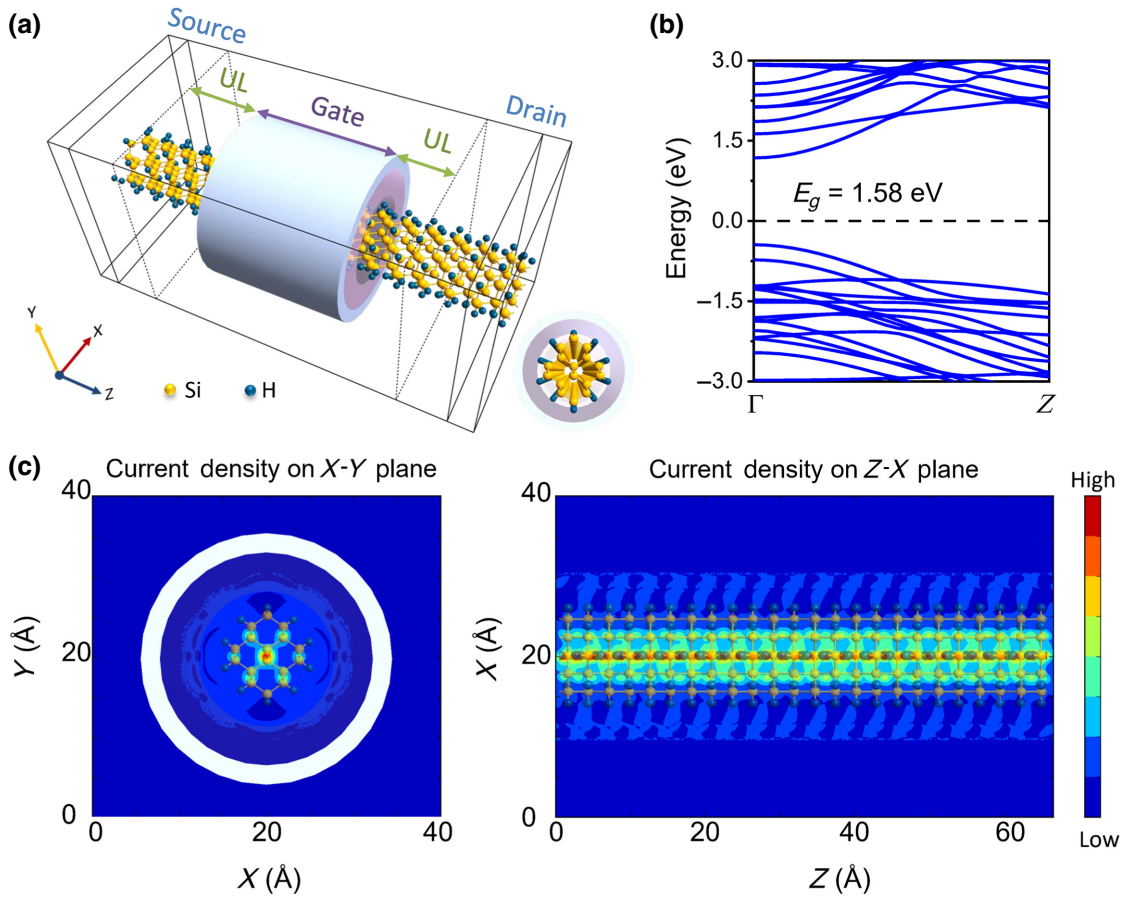 (a)
Source
UL
Gate
UL
Drain
Y
X
Z
Si
H
(b)
3.0
1.5
0.0
−1.5
−3.0
Energy (eV)
Eg = 1.58 eV
Γ
Z
(c)
Current density on X-Y plane
40
20
0
Y (Å)
0
20
40
X (Å)
Current density on Z-X plane
40
20
0
X (Å)
0
20
40
60
Z (Å)
High
Low